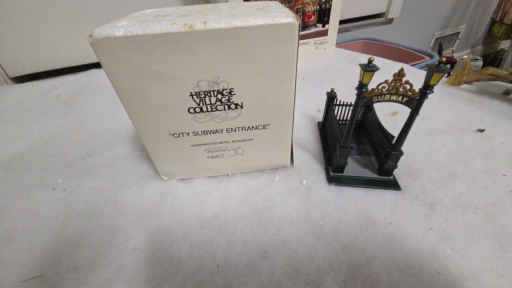 HERITAGE
VILLAGE
COLLECTION
"CITY SUBWAY ENTRANCE"
SUBWAY